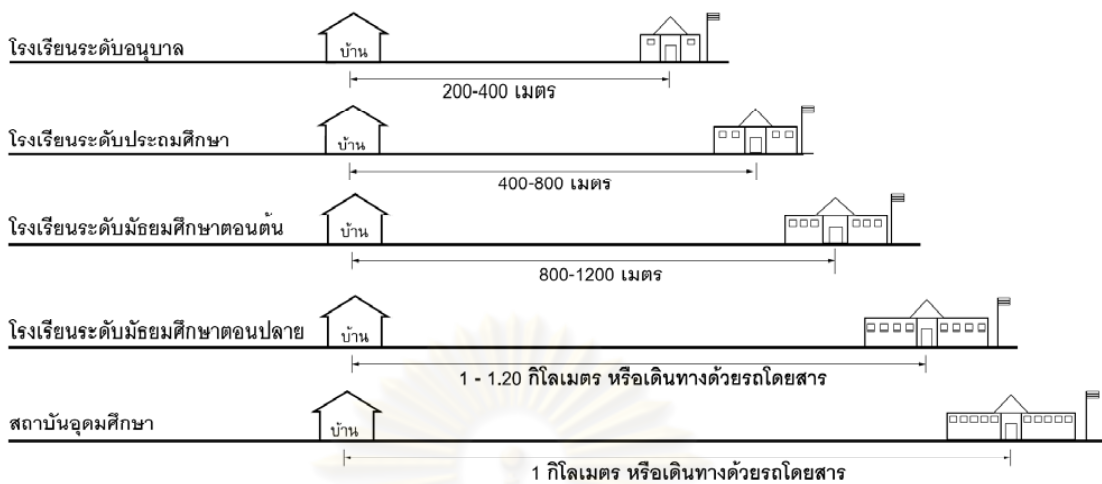 โรงเรียนระดับอนุบาล
บ้าน
200-400 เมตร
โรงเรียนระดับประถมศึกษา
บ้าน
400-800 เมตร
โรงเรียนระดับมัธยมศึกษาตอนต้น
บ้าน
800-1200 เมตร
โรงเรียนระดับมัธยมศึกษาตอนปลาย
บ้าน
1 - 1.20 กิโลเมตร หรือเดินทางด้วยรถโดยสาร
สถาบันอุดมศึกษา
บ้าน
1 กิโลเมตร หรือเดินทางด้วยรถโดยสาร